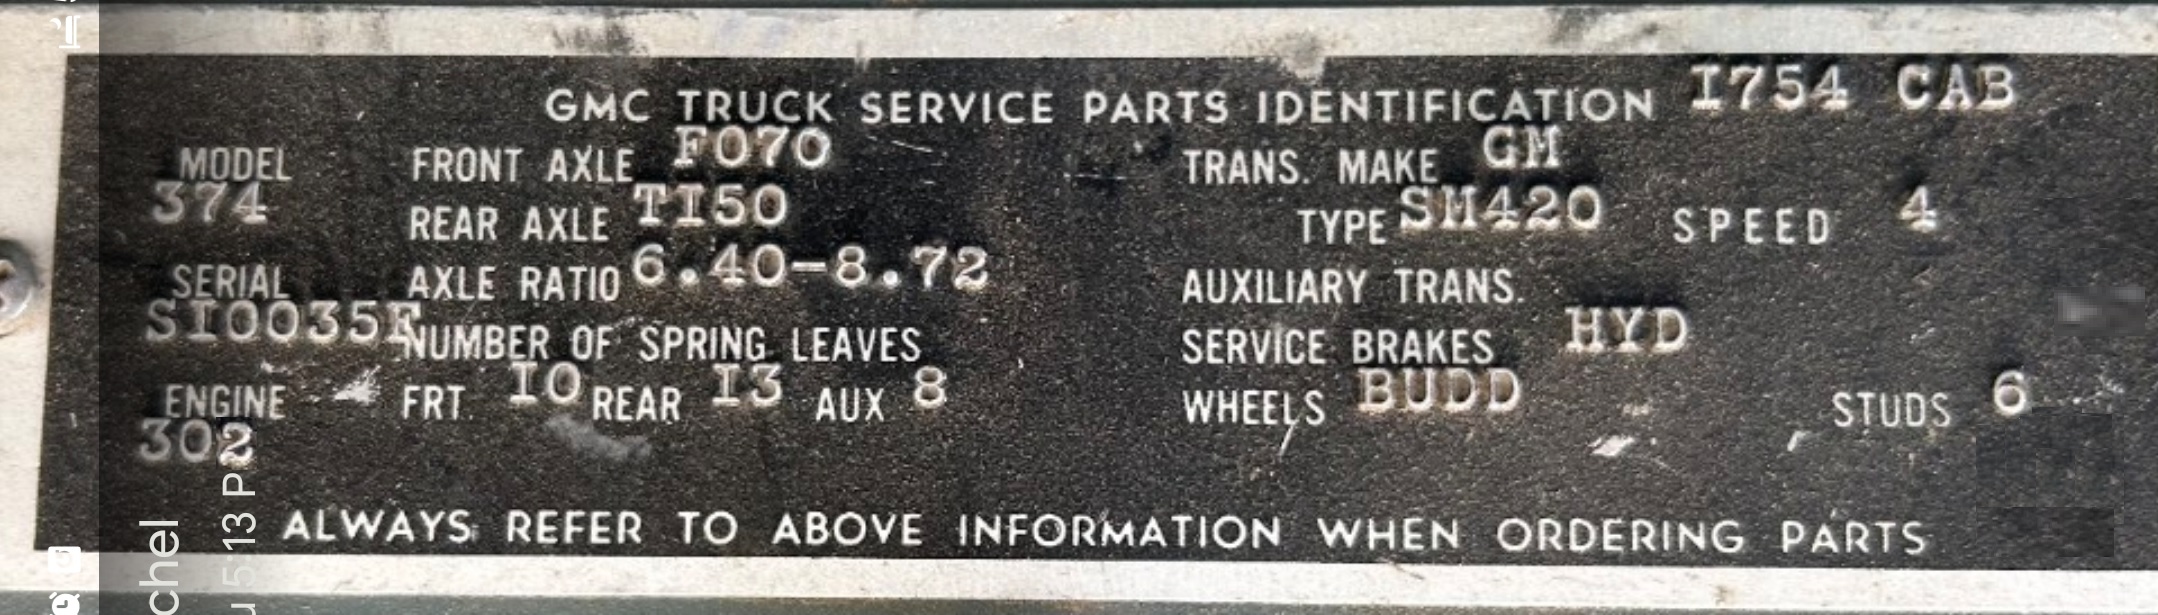 GMC TRUCK SERVICE PARTS IDENTIFICATION I754 CAB
MODEL FRONT AXLE F070 TRANS. MAKE GM
374 REAR AXLE TI50 TYPE SM420 SPEED 4
SERIAL AXLE RATIO 6.40-8.72 AUXILIARY TRANS.
SI0035F NUMBER OF SPRING LEAVES SERVICE BRAKES HYD
ENGINE FRT. IO REAR I3 AUX 8 WHEELS BUDD STUDS 6
302
ALWAYS REFER TO ABOVE INFORMATION WHEN ORDERING PARTS